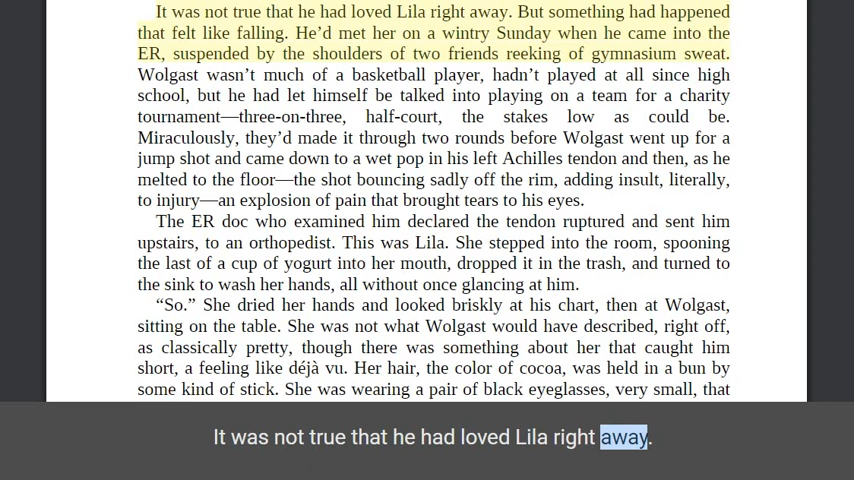 It was not true that he had loved Lila right away. But something had happened
that felt like falling. He’d met her on a wintry Sunday when he came into the
ER, suspended by the shoulders of two friends reeking of gymnasium sweat.
Wolgast wasn’t much of a basketball player, hadn’t played at all since high
school, but he had let himself be talked into playing on a team for a charity
tournament—three-on-three, half-court, the stakes low as could be.
Miraculously, they’d made it through two rounds before Wolgast went up for a
jump shot and came down to a wet pop in his left Achilles tendon and then, as he
melted to the floor—the shot bouncing sadly off the rim, adding insult, literally,
to injury—an explosion of pain that brought tears to his eyes.
The ER doc who examined him declared the tendon ruptured and sent him
upstairs, to an orthopedist. This was Lila. She stepped into the room, spooning
the last of a cup of yogurt into her mouth, dropped it in the trash, and turned to
the sink to wash her hands, all without once glancing at him.
“So.” She dried her hands and looked briskly at his chart, then at Wolgast,
sitting on the table. She was not what Wolgast would have described, right off,
as classically pretty, though there was something about her that caught him
short, a feeling like déjà vu. Her hair, the color of cocoa, was held in a bun by
some kind of stick. She was wearing a pair of black eyeglasses, very small, that
It was not true that he had loved Lila right away.